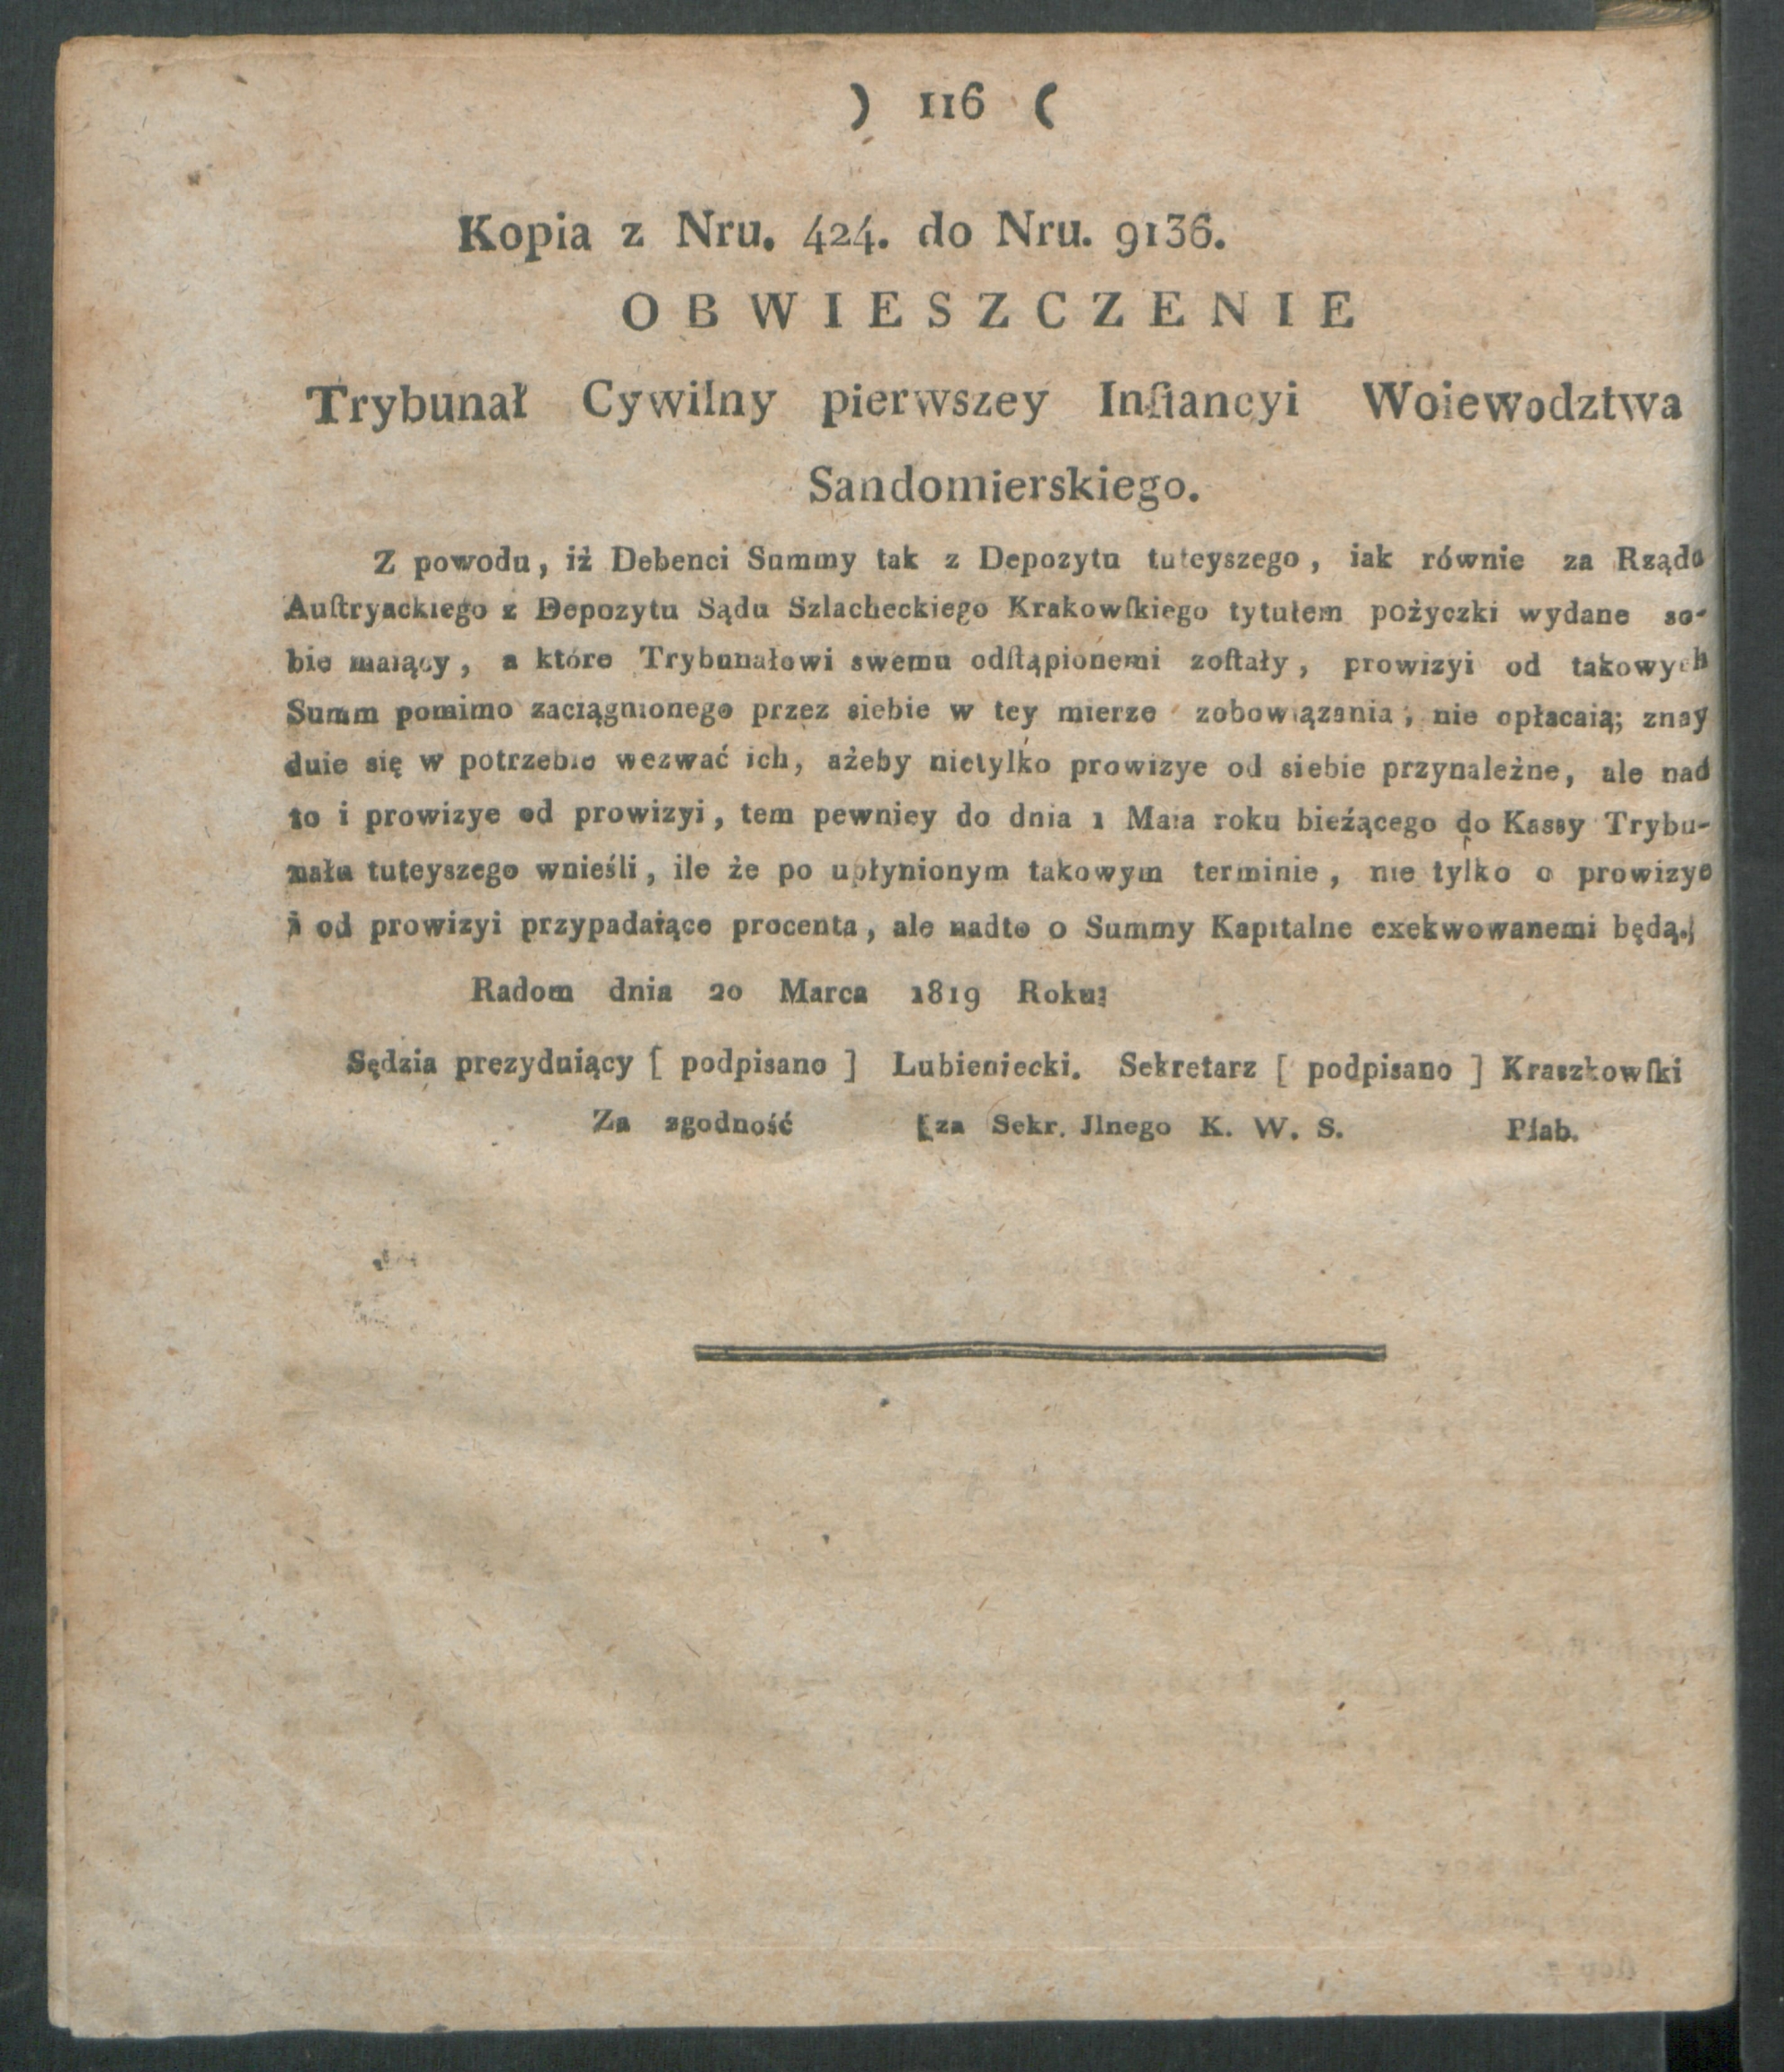 ) 116 (
Kopia z Nru. 424. do Nru. 9136.
OBWIESZCZENIE
Trybunał Cywilny pierwszey Inſtancyi Woiewodztwa
Sandomierskiego.
Z powodu, iż Debenci Summy tak z Depozytu tuteyszego, iak równie za Rządu
Auſtryackiego z Depozytu Sądu Szlacheckiego Krakowſkiego tytułem pożyczki wydane so-
bie maiący, a które Trybunałowi swemu odſtąpionemi zoſtały, prowizyi od takowych
Summ pomimo zaciągnionego przez siebie w tey mierze zobowiązania, nie opłacaią; znay
duie się w potrzebie wezwać ich, ażeby nietylko prowizye od siebie przynależne, ale nad
to i prowizye od prowizyi, tem pewniey do dnia 1 Maia roku bieżącego do Kassy Trybu-
nału tuteyszego wnieśli, ile że po upłynionym takowym terminie, nie tylko o prowizye
i od prowizyi przypadaiące procenta, ale nadto o Summy Kapitalne exekwowanemi będą.
Radom dnia 20 Marca 1819 Roku
Sędzia prezyduiący [ podpisano ] Lubieniecki. Sekretarz [ podpisano ] Kraszkowſki
Za zgodność [za Sekr. Jlnego K. W. S.